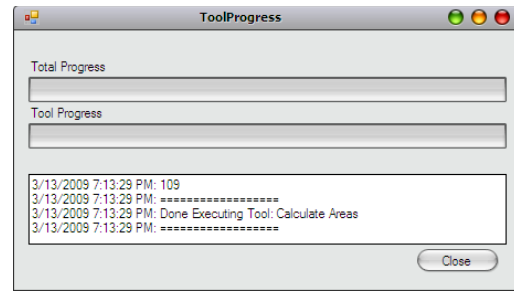 ToolProgress
Total Progress
Tool Progress
3/13/2009 7:13:29 PM: 109
3/13/2009 7:13:29 PM: ==================
3/13/2009 7:13:29 PM: Done Executing Tool: Calculate Areas
3/13/2009 7:13:29 PM: ==================
Close